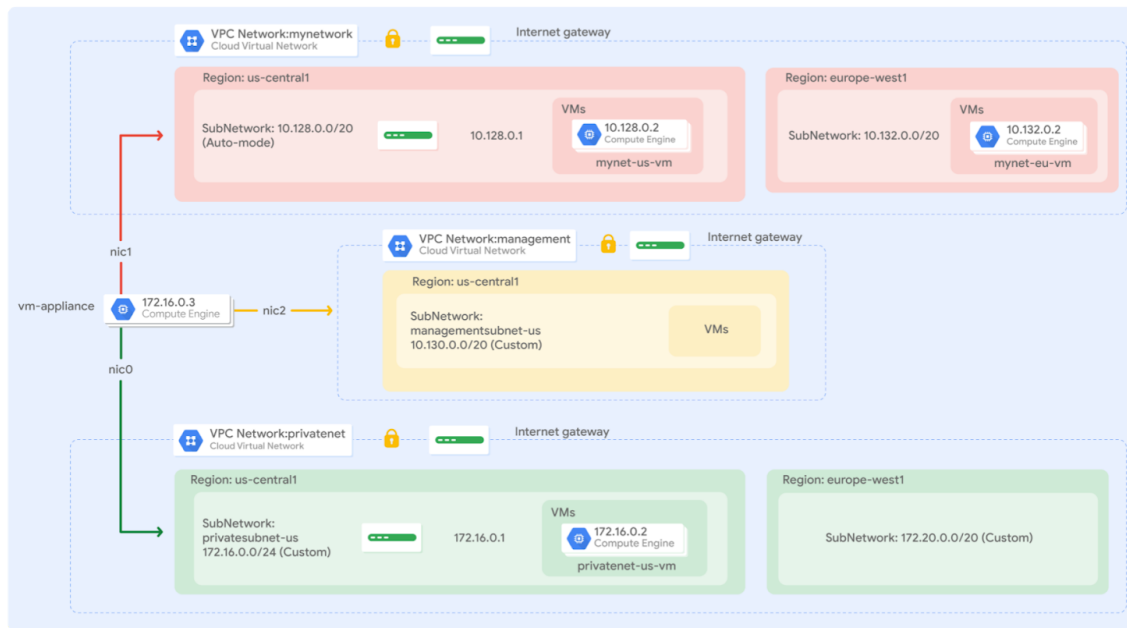 VPC Network:mynetwork
Cloud Virtual Network
Internet gateway
Region: us-central1
SubNetwork: 10.128.0.0/20
(Auto-mode)
10.128.0.1
VMs
10.128.0.2
Compute Engine
mynet-us-vm
Region: europe-west1
SubNetwork: 10.132.0.0/20
VMs
10.132.0.2
Compute Engine
mynet-eu-vm
nic1
VPC Network:management
Cloud Virtual Network
Internet gateway
Region: us-central1
SubNetwork:
managementsubnet-us
10.130.0.0/20 (Custom)
VMs
vm-appliance
172.16.0.3
Compute Engine
nic2
nic0
VPC Network:privatenet
Cloud Virtual Network
Internet gateway
Region: us-central1
SubNetwork:
privatesubnet-us
172.16.0.0/24 (Custom)
172.16.0.1
VMs
172.16.0.2
Compute Engine
privatenet-us-vm
Region: europe-west1
SubNetwork: 172.20.0.0/20 (Custom)